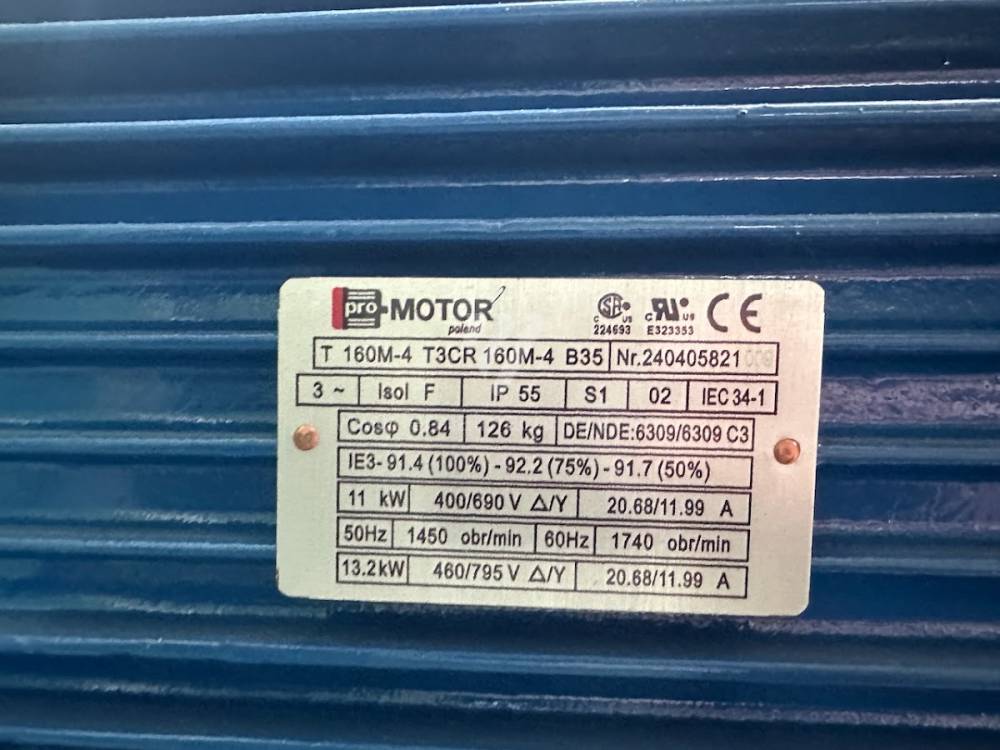 pro-MOTOR
poland
C US
224693
C US
E323353
CE
T 160M-4 T3CR 160M-4 B35 Nr.240405821
3 ~ Isol F IP 55 S1 02 IEC 34-1
Cosφ 0.84 126 kg DE/NDE:6309/6309 C3
IE3- 91.4 (100%) - 92.2 (75%) - 91.7 (50%)
11 kW 400/690 V Δ/Y 20.68/11.99 A
50Hz 1450 obr/min 60Hz 1740 obr/min
13.2kW 460/795 V Δ/Y 20.68/11.99 A